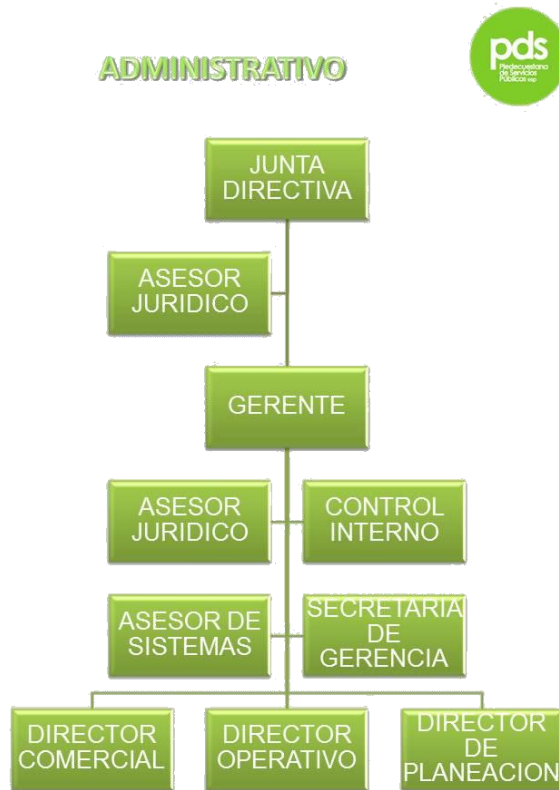 ADMINISTRATIVO
pds
Piedecuestana
de Servicios
Públicos esp
JUNTA
DIRECTIVA
ASESOR
JURIDICO
GERENTE
ASESOR
JURIDICO
CONTROL
INTERNO
ASESOR DE
SISTEMAS
SECRETARIA
DE
GERENCIA
DIRECTOR
COMERCIAL
DIRECTOR
OPERATIVO
DIRECTOR
DE
PLANEACION